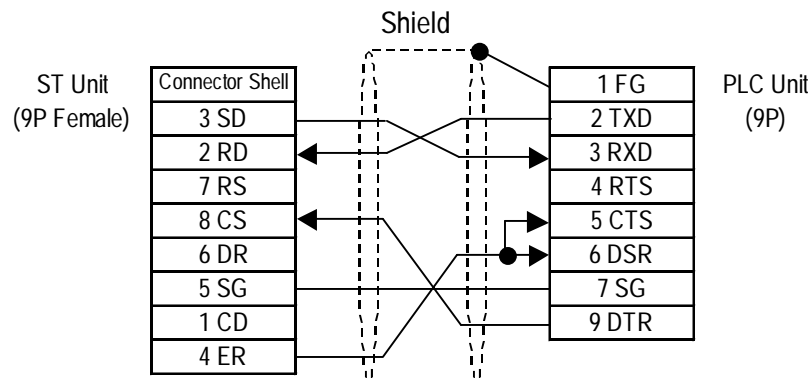 Shield
ST Unit
(9P Female)
Connector Shell
3 SD
2 RD
7 RS
8 CS
6 DR
5 SG
1 CD
4 ER
1 FG
2 TXD
3 RXD
4 RTS
5 CTS
6 DSR
7 SG
9 DTR
PLC Unit
(9P)